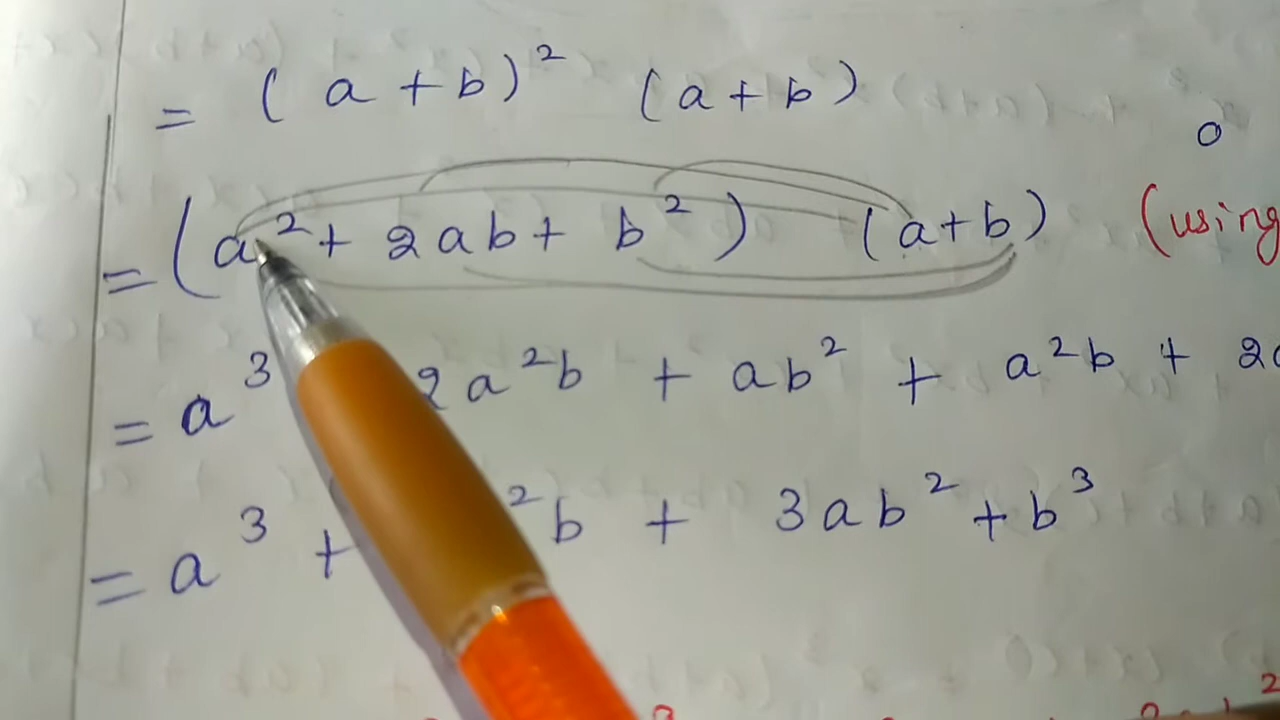 = (a + b)² (a + b)
= (a² + 2ab + b²) (a+b) (using
= a³ 2a²b + ab² + a²b + 2
= a³ + ²b + 3ab² + b³